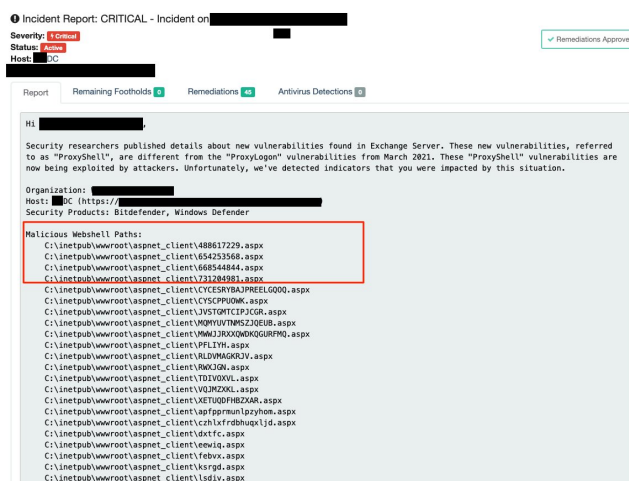 Incident Report: CRITICAL - Incident on
Severity: Critical
Status: Active
Host: DC
Remediations Approve
Report Remaining Footholds 0 Remediations 45 Antivirus Detections 0
Hi ,
Security researchers published details about new vulnerabilities found in Exchange Server. These new vulnerabilities, referred
to as "ProxyShell", are different from the "ProxyLogon" vulnerabilities from March 2021. These "ProxyShell" vulnerabilities are
now being exploited by attackers. Unfortunately, we've detected indicators that you were impacted by this situation.
Organization:
Host: DC (https://
Security Products: Bitdefender, Windows Defender
Malicious Webshell Paths:
C:\inetpub\wwwroot\aspnet_client\488617229.aspx
C:\inetpub\wwwroot\aspnet_client\654253568.aspx
C:\inetpub\wwwroot\aspnet_client\668544844.aspx
C:\inetpub\wwwroot\aspnet_client\731204981.aspx
C:\inetpub\wwwroot\aspnet_client\CYCESRYBAJPREELGQOQ.aspx
C:\inetpub\wwwroot\aspnet_client\CYSCPPUOWK.aspx
C:\inetpub\wwwroot\aspnet_client\JVSTGMTCIPJCGR.aspx
C:\inetpub\wwwroot\aspnet_client\MQMYUVTNMSZJQEUB.aspx
C:\inetpub\wwwroot\aspnet_client\MWWJJRXXQWDKQGURFMQ.aspx
C:\inetpub\wwwroot\aspnet_client\PFLIYH.aspx
C:\inetpub\wwwroot\aspnet_client\RLDVMAGKRJV.aspx
C:\inetpub\wwwroot\aspnet_client\RWXJGN.aspx
C:\inetpub\wwwroot\aspnet_client\TDIVOXVL.aspx
C:\inetpub\wwwroot\aspnet_client\VQJMZXKL.aspx
C:\inetpub\wwwroot\aspnet_client\XETUQDFHBZXAR.aspx
C:\inetpub\wwwroot\aspnet_client\apfpprmunlpzyhom.aspx
C:\inetpub\wwwroot\aspnet_client\czhlxfrdbhuqxljd.aspx
C:\inetpub\wwwroot\aspnet_client\dxtfc.aspx
C:\inetpub\wwwroot\aspnet_client\eewiq.aspx
C:\inetpub\wwwroot\aspnet_client\febvx.aspx
C:\inetpub\wwwroot\aspnet_client\ksrgd.aspx
C:\inetpub\wwwroot\aspnet_client\lsdiv.aspx